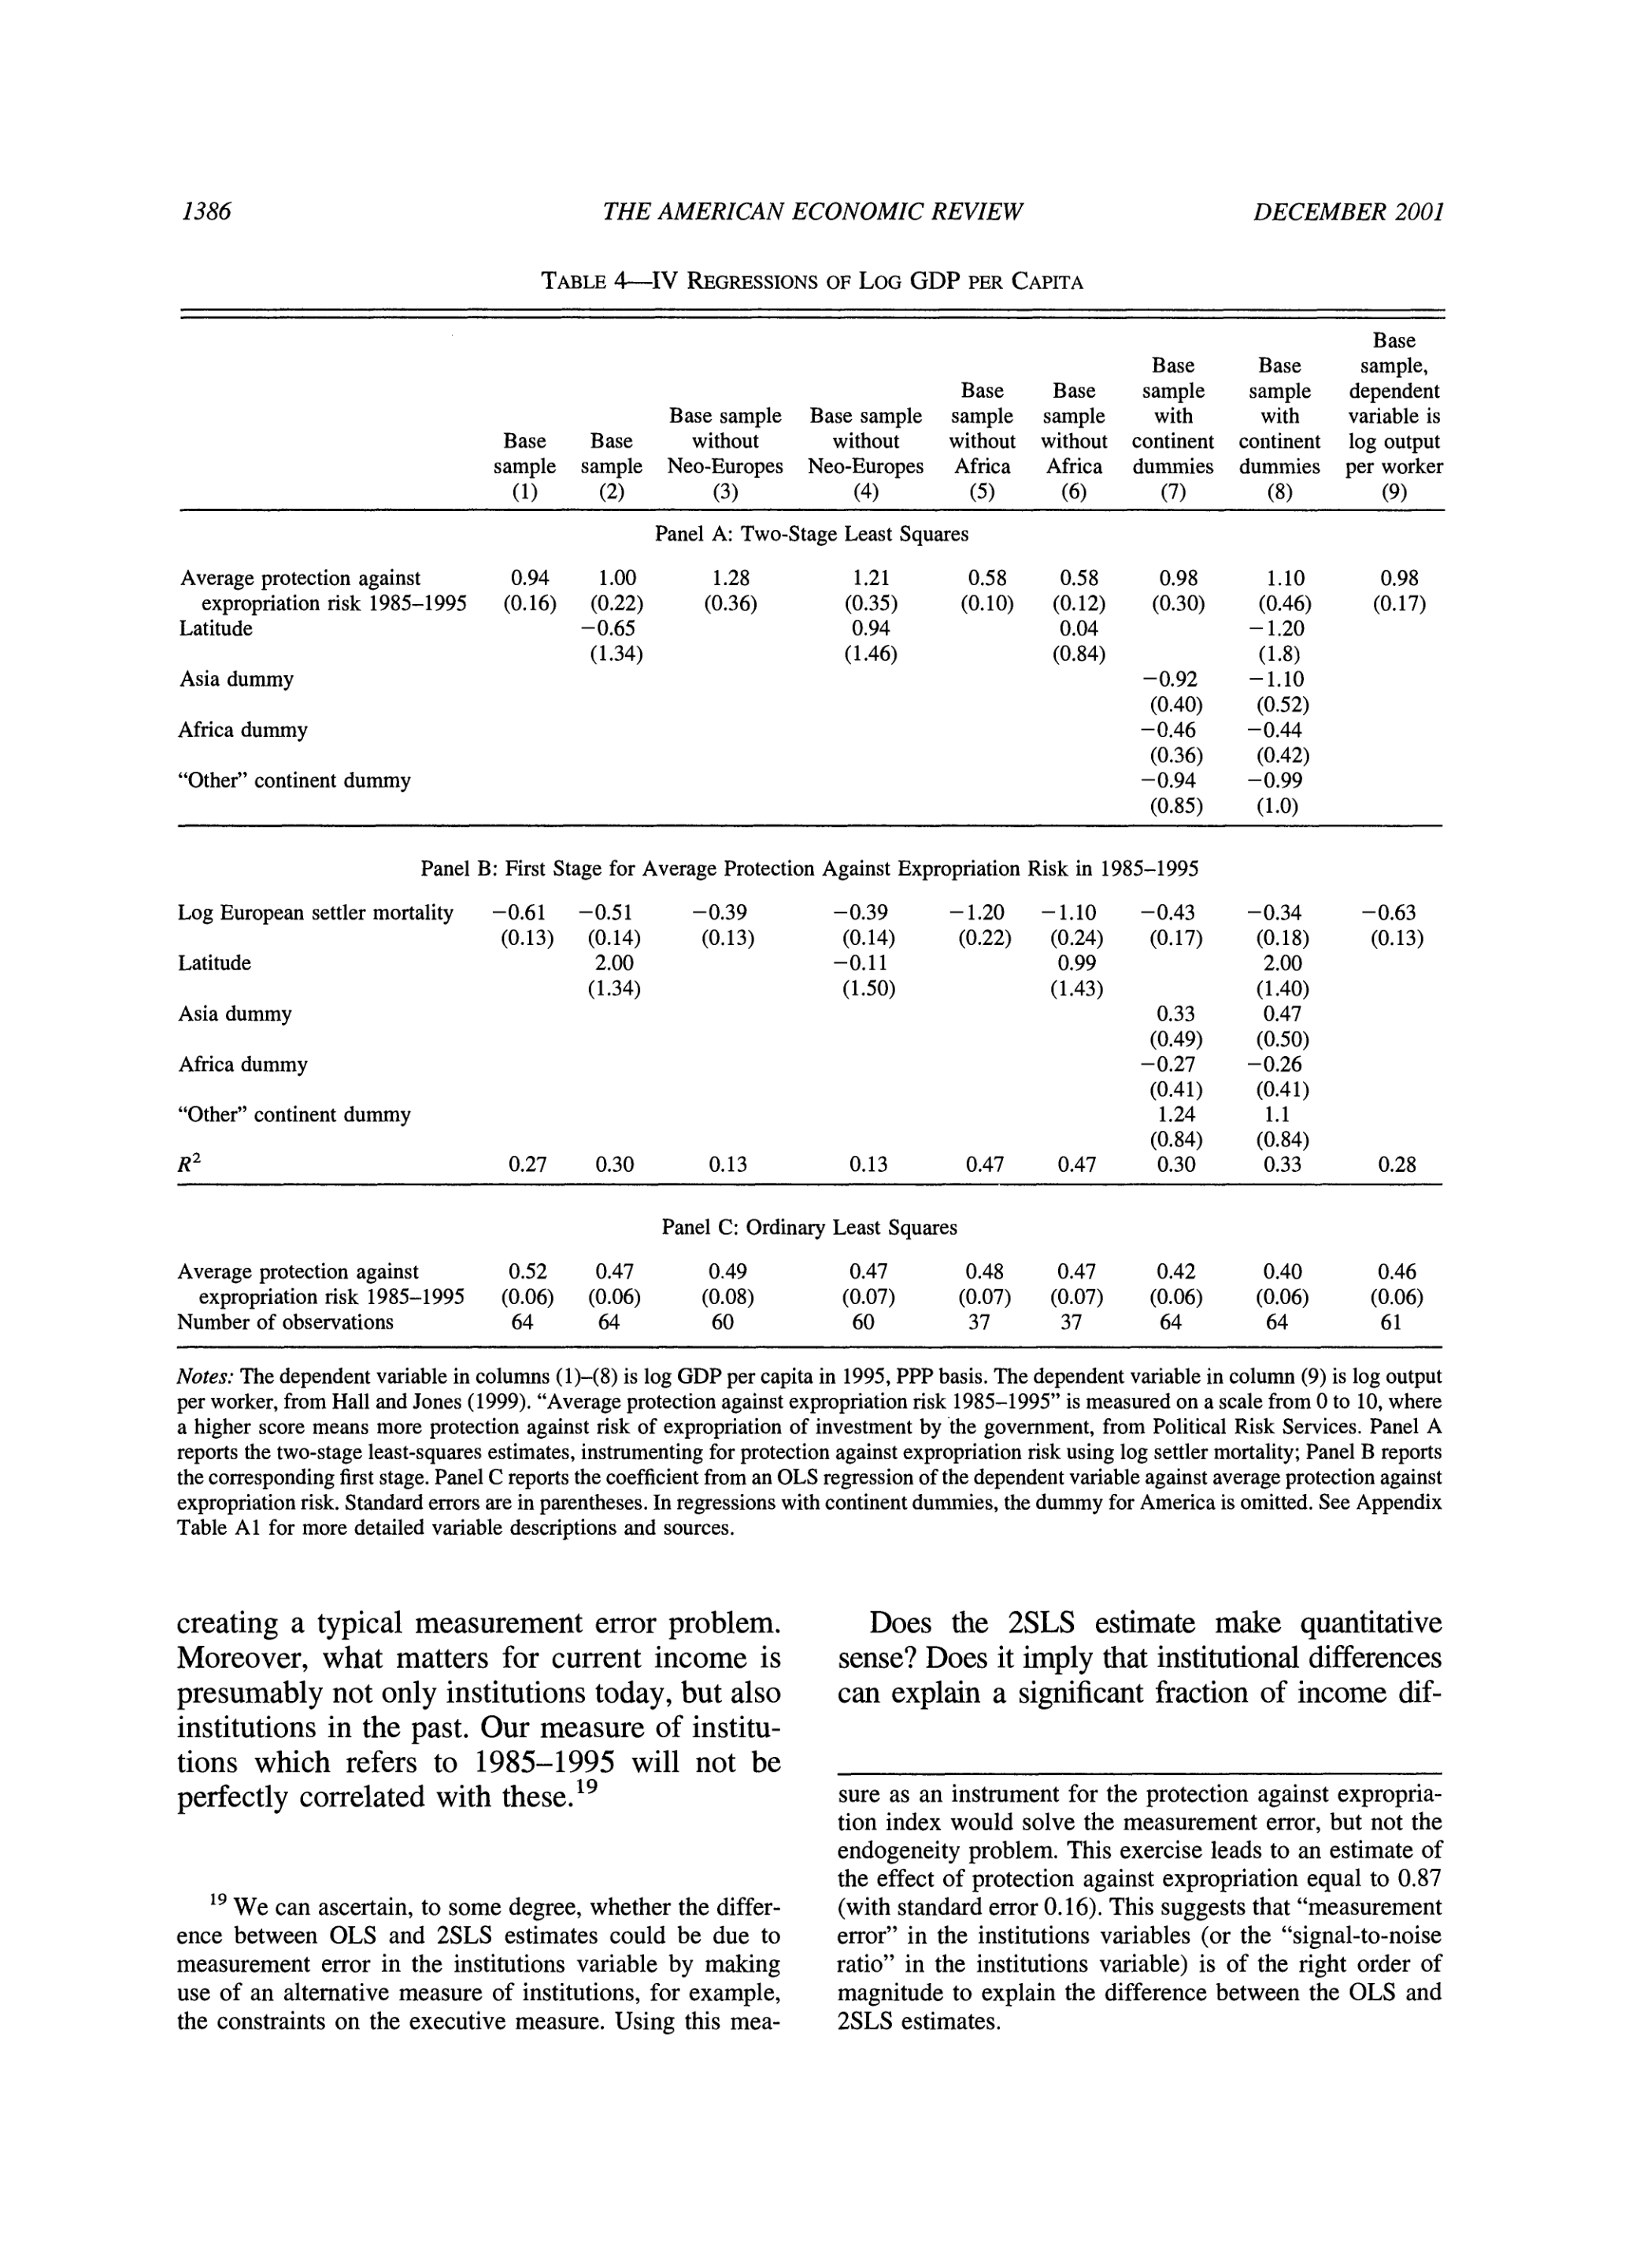 1386 THE AMERICAN ECONOMIC REVIEW DECEMBER 2001
TABLE 4—IV REGRESSIONS OF LOG GDP PER CAPITA
Base
Base Base sample,
Base Base sample sample dependent
Base sample Base sample sample sample with with variable is
Base Base without without without without continent continent log output
sample sample Neo-Europes Neo-Europes Africa Africa dummies dummies per worker
(1) (2) (3) (4) (5) (6) (7) (8) (9)
Panel A: Two-Stage Least Squares
Average protection against 0.94 1.00 1.28 1.21 0.58 0.58 0.98 1.10 0.98
expropriation risk 1985–1995 (0.16) (0.22) (0.36) (0.35) (0.10) (0.12) (0.30) (0.46) (0.17)
Latitude −0.65 0.94 0.04 −1.20
(1.34) (1.46) (0.84) (1.8)
Asia dummy −0.92 −1.10
(0.40) (0.52)
Africa dummy −0.46 −0.44
(0.36) (0.42)
“Other” continent dummy −0.94 −0.99
(0.85) (1.0)
Panel B: First Stage for Average Protection Against Expropriation Risk in 1985–1995
Log European settler mortality −0.61 −0.51 −0.39 −0.39 −1.20 −1.10 −0.43 −0.34 −0.63
(0.13) (0.14) (0.13) (0.14) (0.22) (0.24) (0.17) (0.18) (0.13)
Latitude 2.00 −0.11 0.99 2.00
(1.34) (1.50) (1.43) (1.40)
Asia dummy 0.33 0.47
(0.49) (0.50)
Africa dummy −0.27 −0.26
(0.41) (0.41)
“Other” continent dummy 1.24 1.1
(0.84) (0.84)
R² 0.27 0.30 0.13 0.13 0.47 0.47 0.30 0.33 0.28
Panel C: Ordinary Least Squares
Average protection against 0.52 0.47 0.49 0.47 0.48 0.47 0.42 0.40 0.46
expropriation risk 1985–1995 (0.06) (0.06) (0.08) (0.07) (0.07) (0.07) (0.06) (0.06) (0.06)
Number of observations 64 64 60 60 37 37 64 64 61
Notes: The dependent variable in columns (1)–(8) is log GDP per capita in 1995, PPP basis. The dependent variable in column (9) is log output
per worker, from Hall and Jones (1999). “Average protection against expropriation risk 1985–1995” is measured on a scale from 0 to 10, where
a higher score means more protection against risk of expropriation of investment by the government, from Political Risk Services. Panel A
reports the two-stage least-squares estimates, instrumenting for protection against expropriation risk using log settler mortality; Panel B reports
the corresponding first stage. Panel C reports the coefficient from an OLS regression of the dependent variable against average protection against
expropriation risk. Standard errors are in parentheses. In regressions with continent dummies, the dummy for America is omitted. See Appendix
Table A1 for more detailed variable descriptions and sources.
creating a typical measurement error problem.
Moreover, what matters for current income is
presumably not only institutions today, but also
institutions in the past. Our measure of institu-
tions which refers to 1985–1995 will not be
perfectly correlated with these.¹⁹
¹⁹ We can ascertain, to some degree, whether the differ-
ence between OLS and 2SLS estimates could be due to
measurement error in the institutions variable by making
use of an alternative measure of institutions, for example,
the constraints on the executive measure. Using this mea-
Does the 2SLS estimate make quantitative
sense? Does it imply that institutional differences
can explain a significant fraction of income dif-
sure as an instrument for the protection against expropria-
tion index would solve the measurement error, but not the
endogeneity problem. This exercise leads to an estimate of
the effect of protection against expropriation equal to 0.87
(with standard error 0.16). This suggests that “measurement
error” in the institutions variables (or the “signal-to-noise
ratio” in the institutions variable) is of the right order of
magnitude to explain the difference between the OLS and
2SLS estimates.